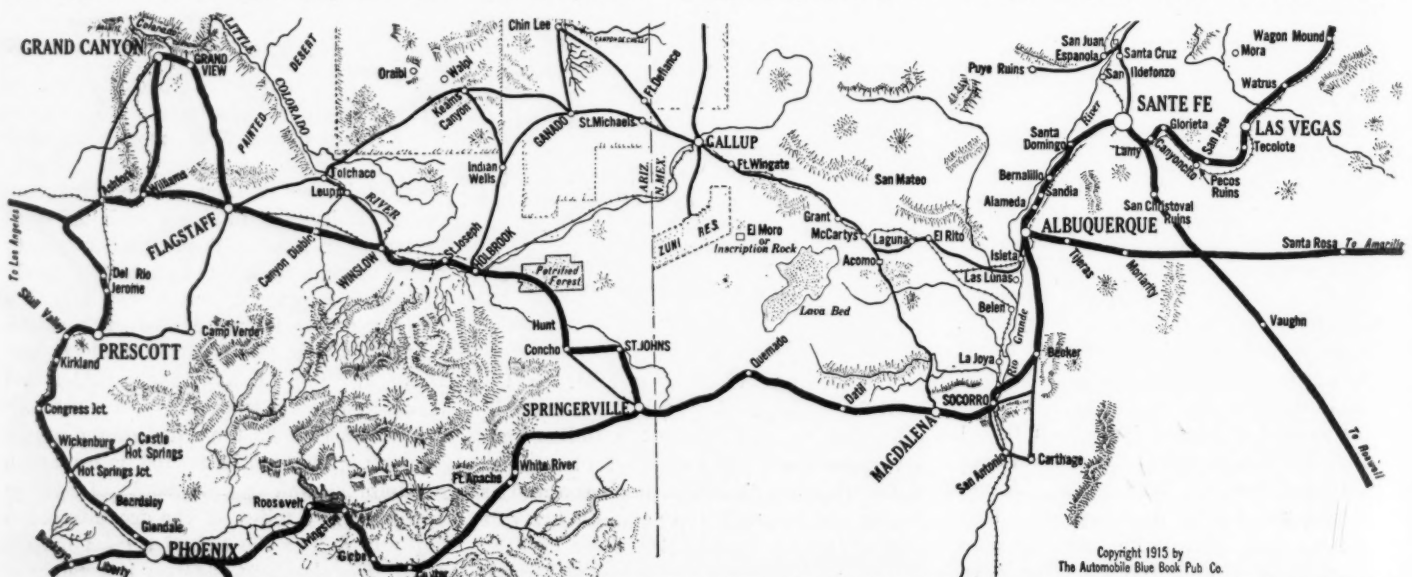 Colorado
LITTLE
COLORADO
PAINTED
DESERT
GRAND CANYON
GRAND
VIEW
Oraibi
Walpi
Chin Lee
CANYON DE CHELLY
Ft. Defiance
Keams
Canyon
GANADO
St. Michaels
GALLUP
Ft. Wingate
Indian
Wells
Tolchaco
Leupp
RIVER
Williams
FLAGSTAFF
Canyon Diablo
WINSLOW
St Joseph
HOLBROOK
Petrified
Forest
ARIZ
N. MEX.
ZUNI RES.
El Moro
or
Inscription Rock
San Mateo
Grant
McCartys
Laguna
El Rito
Acomo
Lava Bed
To Los Angeles
Del Rio
Jerome
Skull Valley
PRESCOTT
Camp Verde
Kirkland
Congress Jct.
Wickenburg
Castle
Hot Springs
Hot Springs Jct.
Beardsley
Glendale
PHOENIX
Liberty
Roosevelt
Livingston
Globe
Ft. Apache
White River
Hunt
Concho
ST. JOHNS
SPRINGERVILLE
Quemado
Datil
MAGDALENA
SOCORRO
San Antonio
Carthage
La Joya
Becker
Rio Grande
Belen
Las Lunas
Isleta
ALBUQUERQUE
Alameda
Sandia
Bernalillo
Santa
Domingo
River
San Juan
Espanola
Santa Cruz
San Ildefonzo
Puye Ruins
SANTE FE
Lamy
Canyoncito
Glorieta
San Jose
Pecos
Ruins
Tecolote
LAS VEGAS
Watrus
Wagon Mound
Mora
San Christoval
Ruins
Tijeras
Moriarity
Santa Rosa
To Amarillo
Vaughn
To Roswell
Copyright 1915 by
The Automobile Blue Book Pub Co.